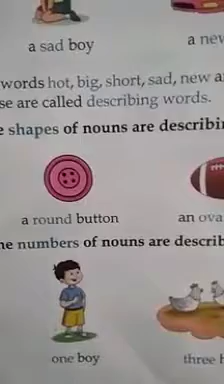 a sad boy a new
words hot, big, short, sad, new a
se are called describing words.
e shapes of nouns are describi
a round button an ova
he numbers of nouns are describ
one boy three h